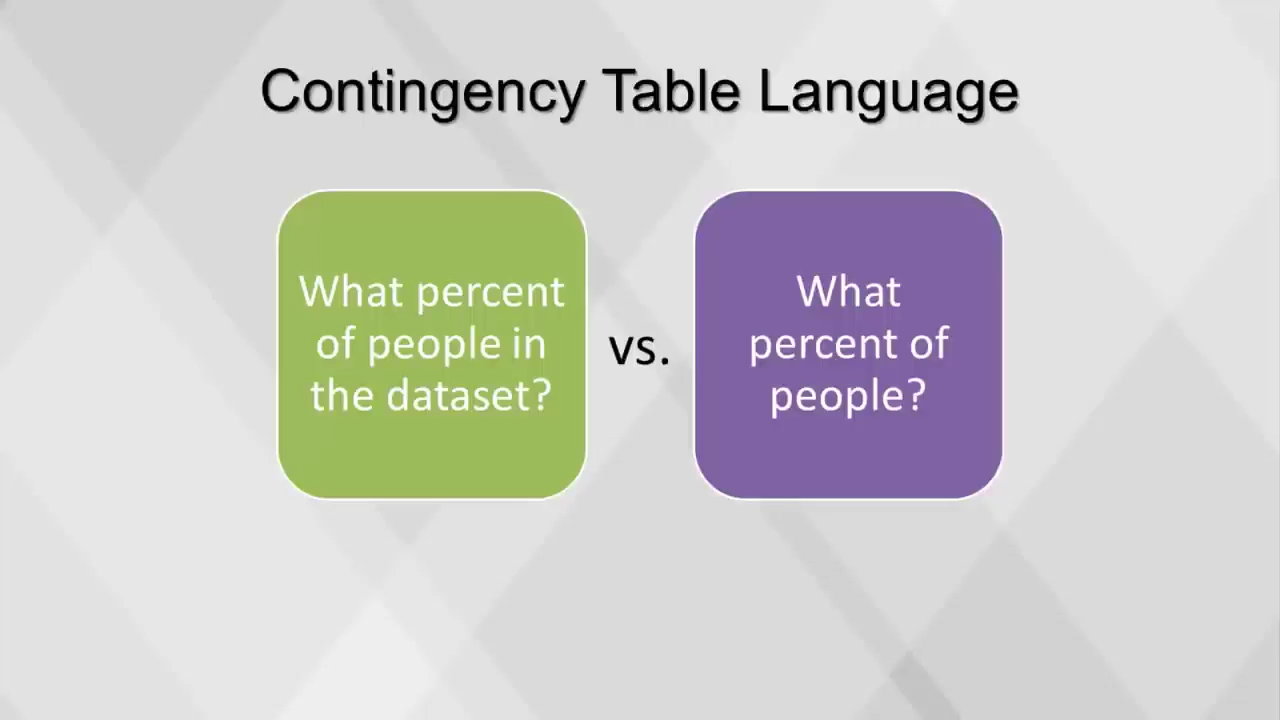 Contingency Table Language
What percent
of people in
the dataset?
vs.
What
percent of
people?